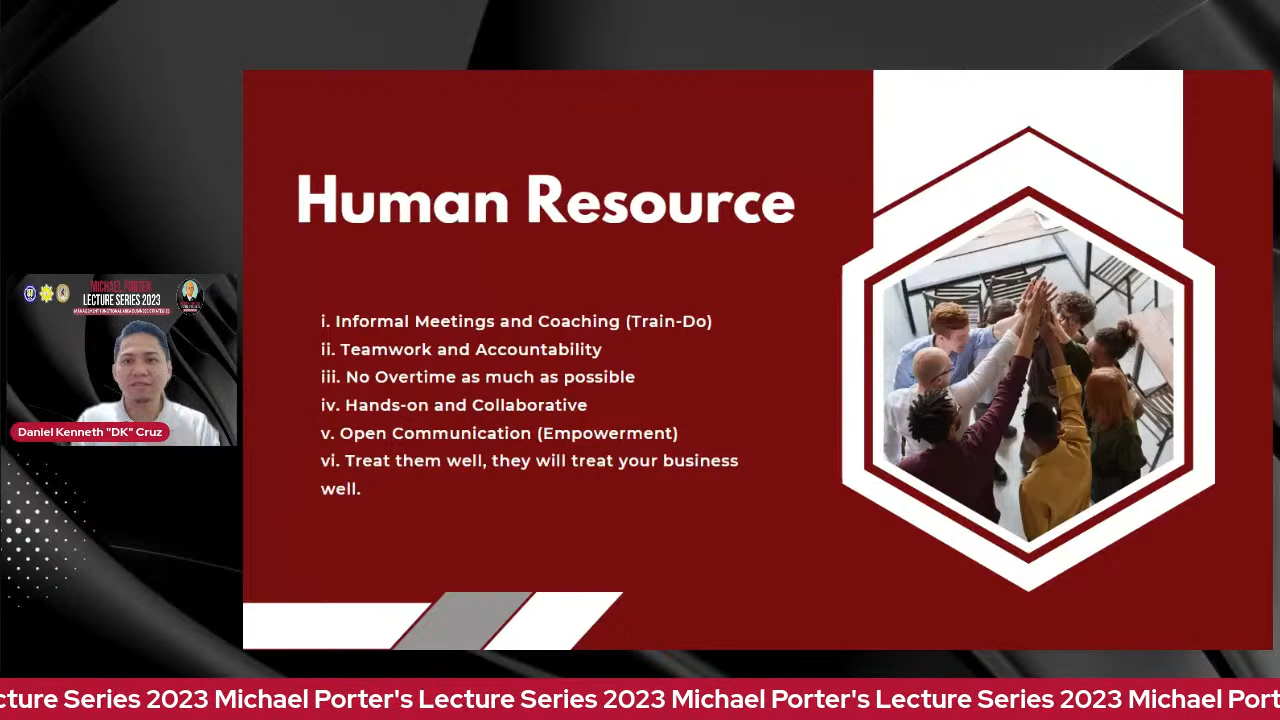 Human Resource
i. Informal Meetings and Coaching (Train-Do)
ii. Teamwork and Accountability
iii. No Overtime as much as possible
iv. Hands-on and Collaborative
v. Open Communication (Empowerment)
vi. Treat them well, they will treat your business
well.
MICHAEL PORTER
LECTURE SERIES 2023
Daniel Kenneth "DK" Cruz
cture Series 2023 Michael Porter's Lecture Series 2023 Michael Porter's Lecture Series 2023 Michael Port